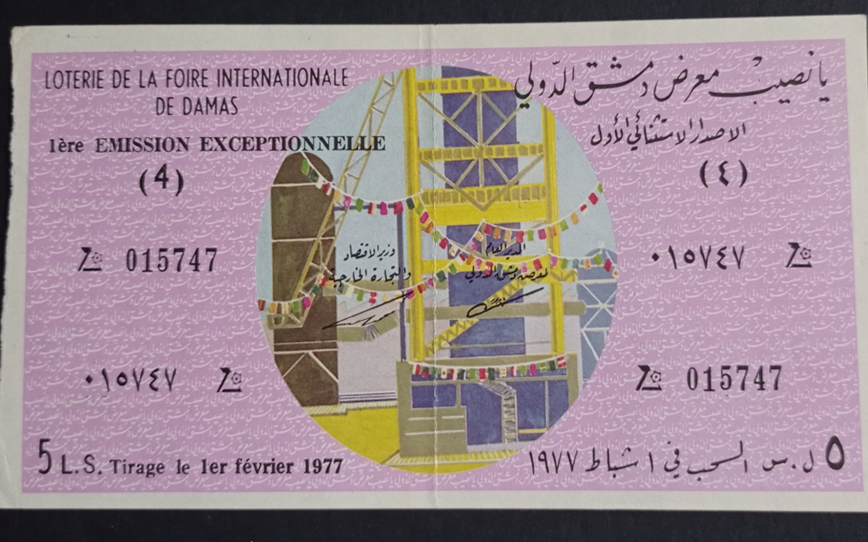 LOTERIE DE LA FOIRE INTERNATIONALE
DE DAMAS
1ère EMISSION EXCEPTIONNELLE
(4)
يا نصيب معرض دمشق الدولي
الاصدار الاستثنائي الأول
(٤)
015747
٠١٥٧٤٧
وزير الاقتصاد
والتجارة الخارجية
المدير العام
لمعرض دمشق الدولي
٠١٥٧٤٧
015747
5 L.S. Tirage le 1er février 1977
٥ ل.س السحب في ١ شباط ١٩٧٧